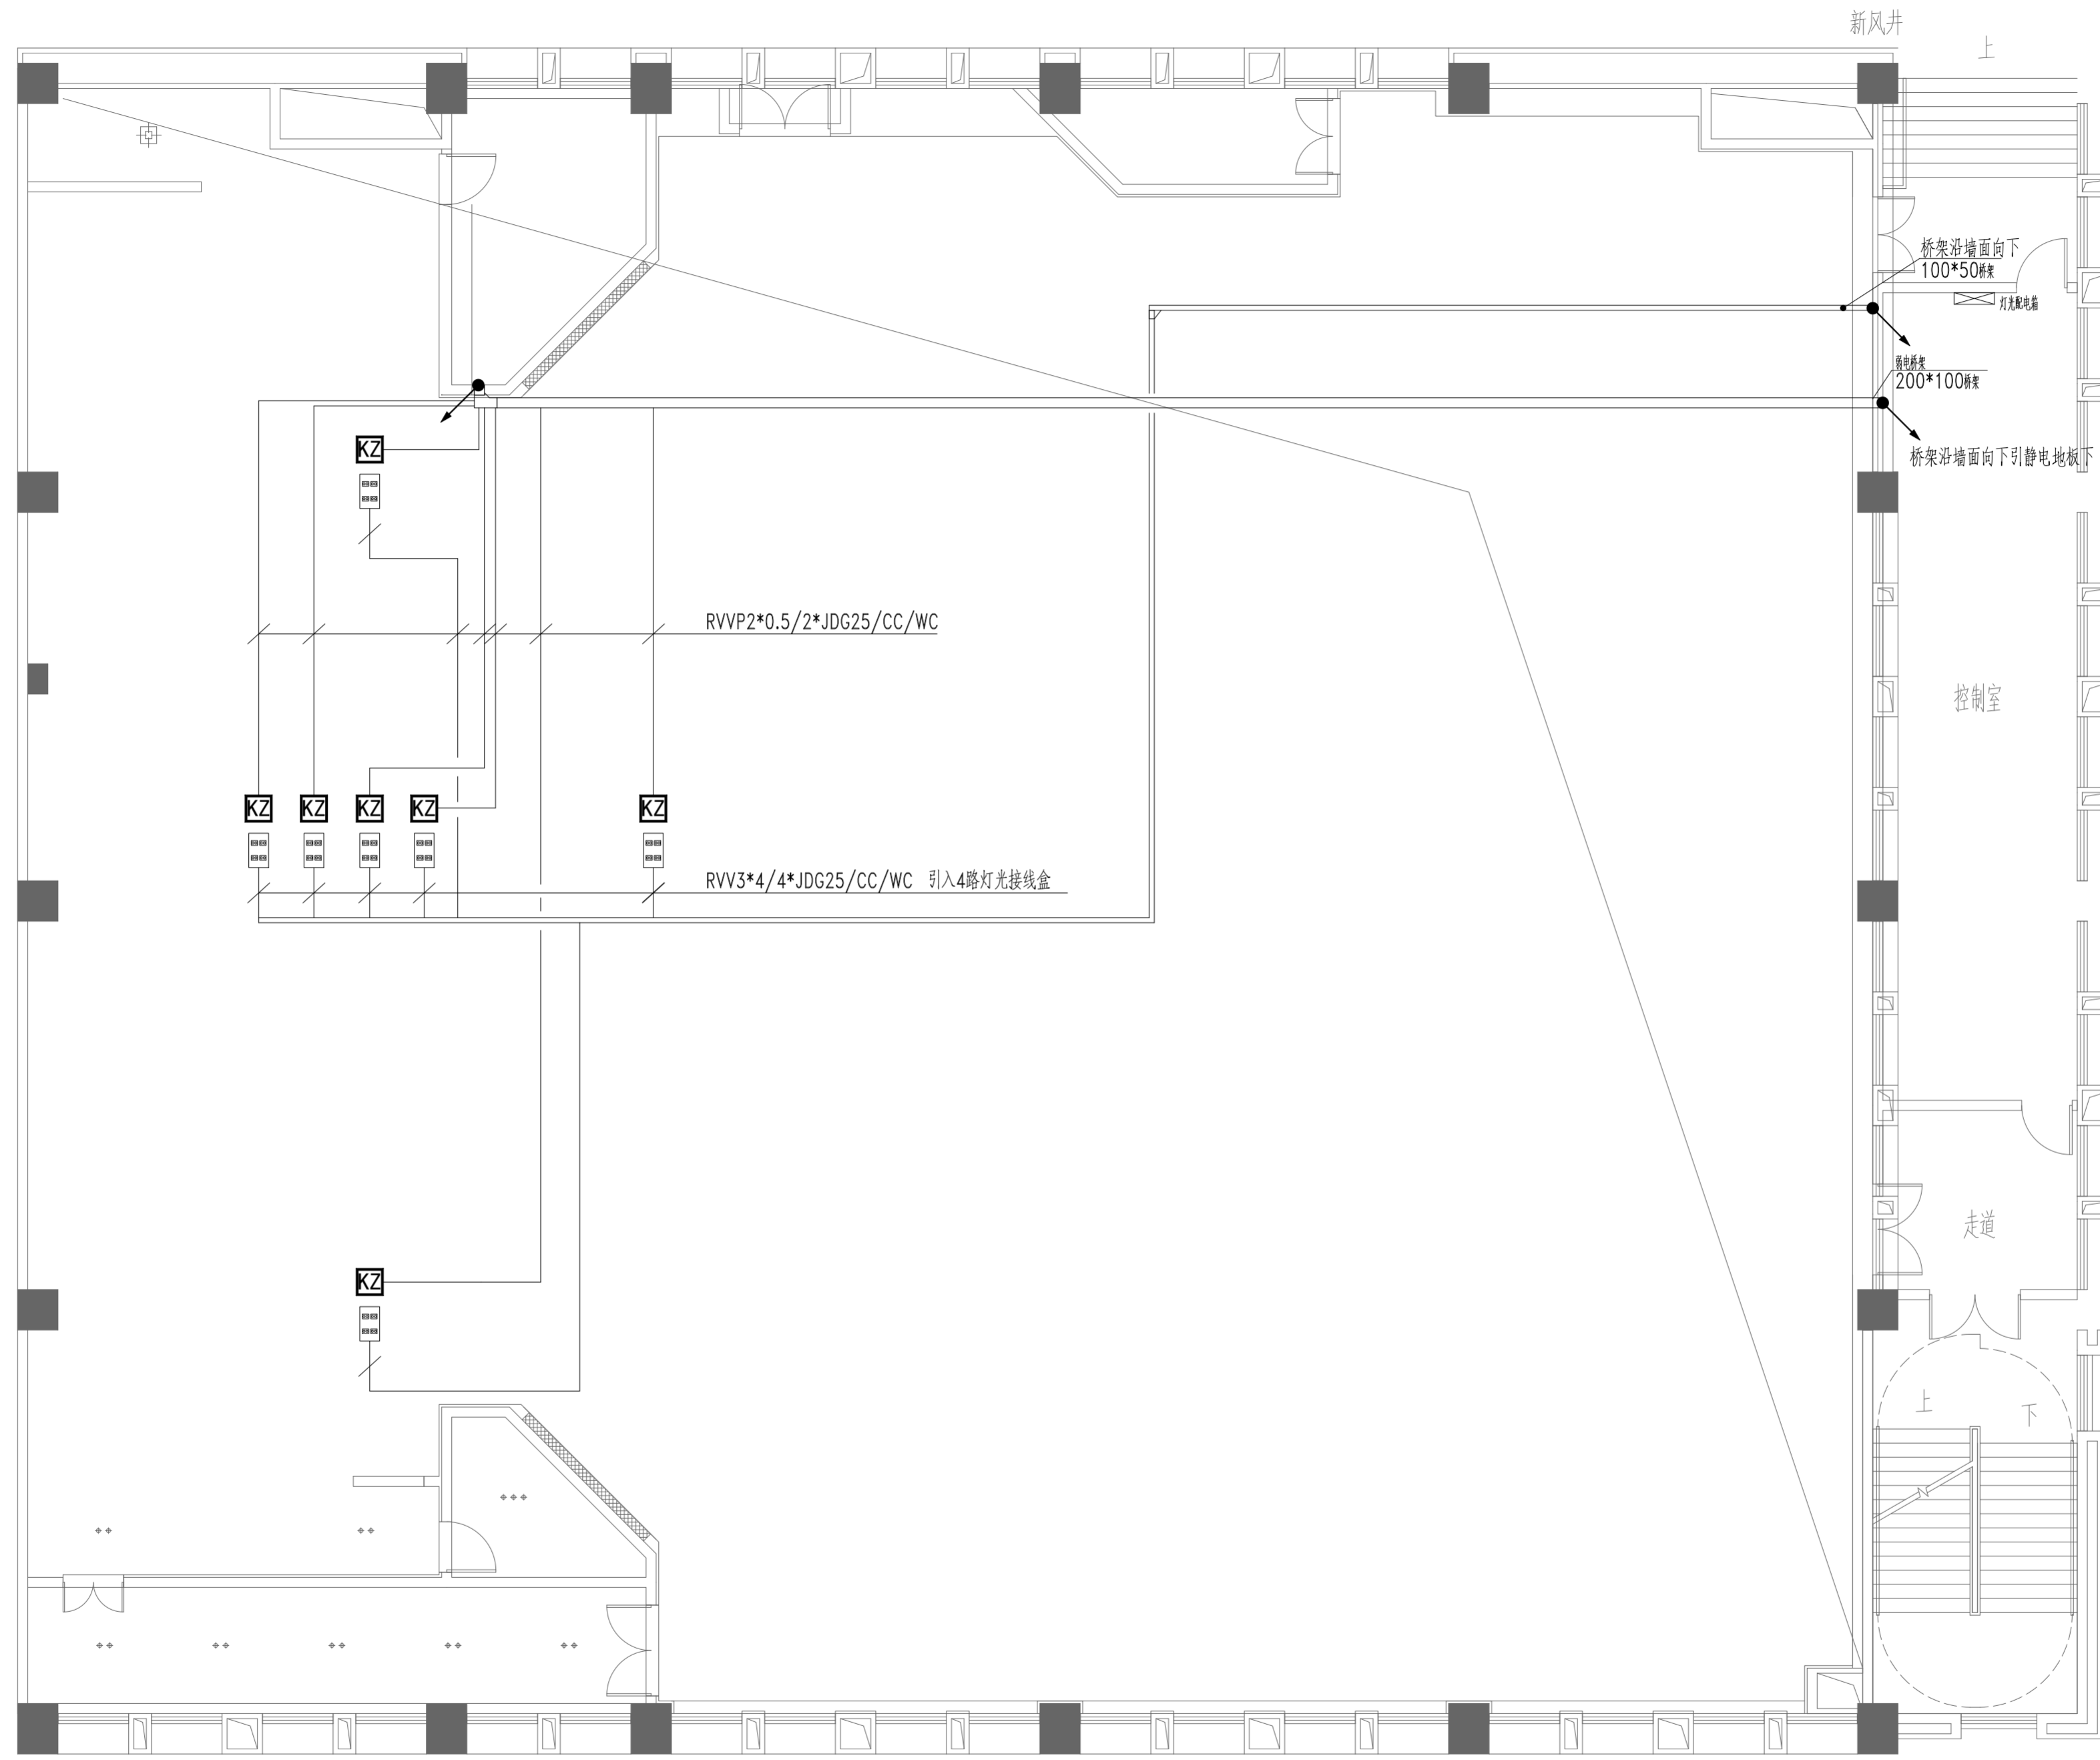 新风井
上
桥架沿墙面向下
100*50桥架
灯光配电箱
弱电桥架
200*100桥架
桥架沿墙面向下引静电地板下
KZ
RVVP2*0.5/2*JDG25/CC/WC
控制室
KZ KZ KZ KZ KZ
RVV3*4/4*JDG25/CC/WC 引入4路灯光接线盒
走道
KZ
上
下